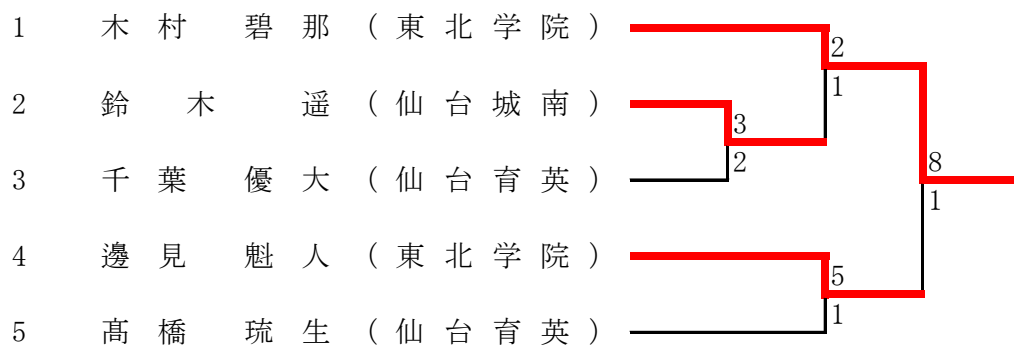 1 木村 碧那 (東北学院)
2
1
2 鈴木 遥 (仙台城南)
3
2
3 千葉 優大 (仙台育英)
8
1
4 邊見 魁人 (東北学院)
5
1
5 髙橋 琉生 (仙台育英)